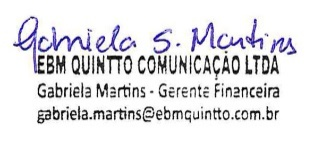 Gabriela S. Martins
EBM QUINTTO COMUNICAÇÃO LTDA
Gabriela Martins - Gerente Financeira
gabriela.martins@ebmquintto.com.br